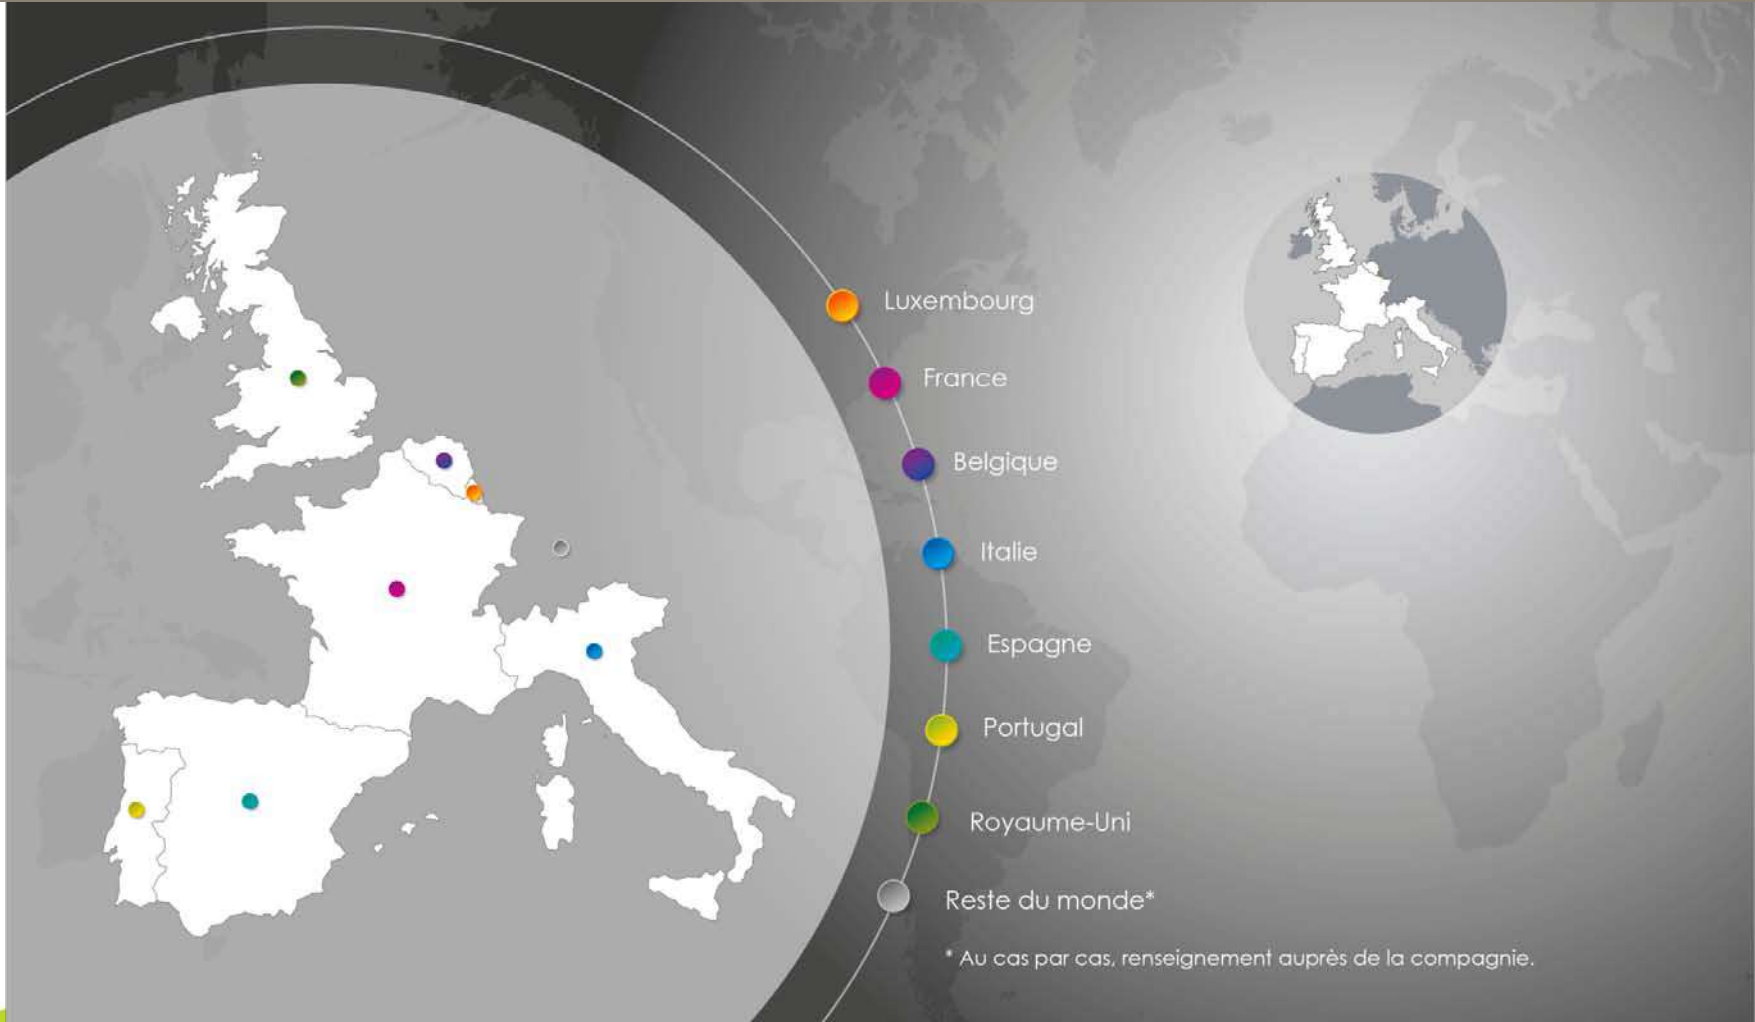 Luxembourg
France
Belgique
Italie
Espagne
Portugal
Royaume-Uni
Reste du monde*
* Au cas par cas, renseignement auprès de la compagnie.